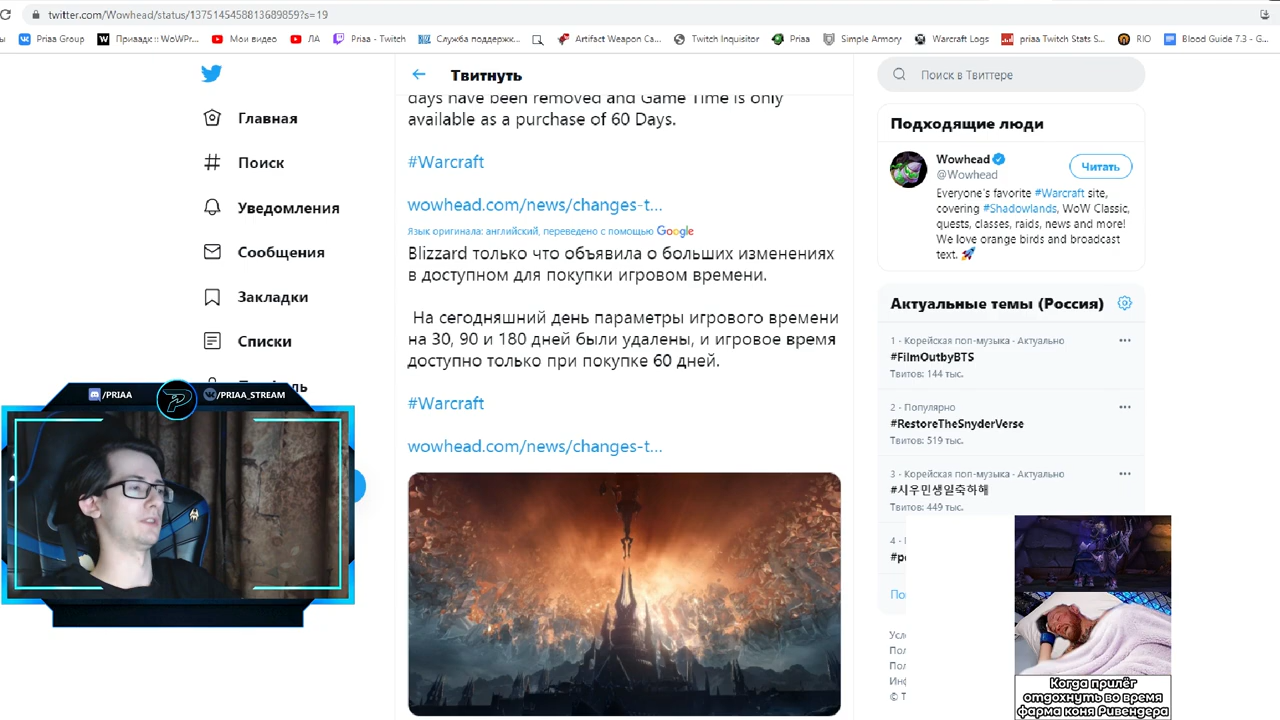 twitter.com/Wowhead/status/1375145458813689859?s=19
Priaa Group
Приваадк :: WoWPr...
Мои видео
ЛА
Priaa - Twitch
Служба поддержк...
Artifact Weapon Ca...
Twitch Inquisitor
Priaa
Simple Armory
Warcraft Logs
priaa Twitch Stats S...
RIO
Blood Guide 7.3 - G...
Главная
Поиск
Уведомления
Сообщения
Закладки
Списки
/PRIAA
/PRIAA_STREAM
Твитнуть
days have been removed and Game Time is only
available as a purchase of 60 Days.
#Warcraft
wowhead.com/news/changes-t...
Язык оригинала: английский, переведено с помощью Google
Blizzard только что объявила о больших изменениях
в доступном для покупки игровом времени.
На сегодняшний день параметры игрового времени
на 30, 90 и 180 дней были удалены, и игровое время
доступно только при покупке 60 дней.
#Warcraft
wowhead.com/news/changes-t...
Поиск в Твиттере
Подходящие люди
Wowhead
@Wowhead
Читать
Everyone's favorite #Warcraft site,
covering #Shadowlands, WoW Classic,
quests, classes, raids, news and more!
We love orange birds and broadcast
text.
Актуальные темы (Россия)
1 - Корейская поп-музыка - Актуально
#FilmOutbyBTS
Твитов: 144 тыс.
2 - Популярно
#RestoreTheSnyderVerse
Твитов: 519 тыс.
3 - Корейская поп-музыка - Актуально
#시우민생일축하해
Твитов: 449 тыс.
4 -
Когда прилёг
отдохнуть во время
фарма коня Ривендера